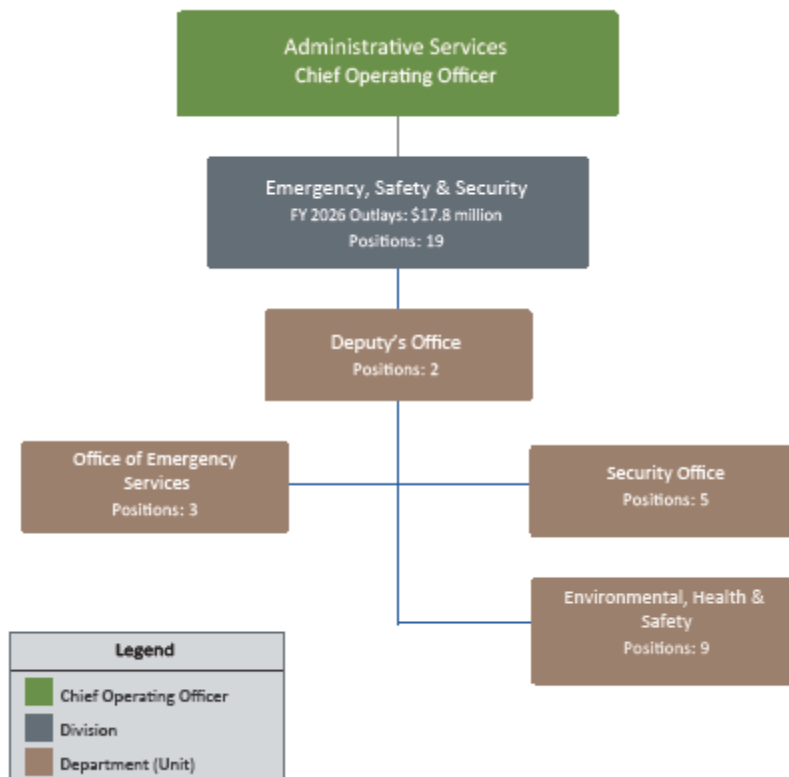 Administrative Services
Chief Operating Officer
Emergency, Safety & Security
FY 2026 Outlays: $17.8 million
Positions: 19
Deputy’s Office
Positions: 2
Office of Emergency
Services
Positions: 3
Security Office
Positions: 5
Environmental, Health &
Safety
Positions: 9
Legend
Chief Operating Officer
Division
Department (Unit)